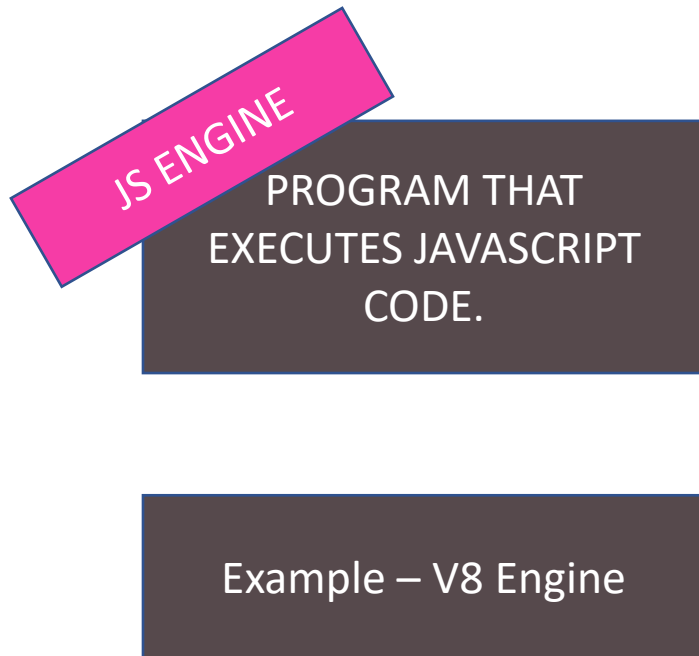 JS ENGINE
PROGRAM THAT
EXECUTES JAVASCRIPT
CODE.
Example – V8 Engine